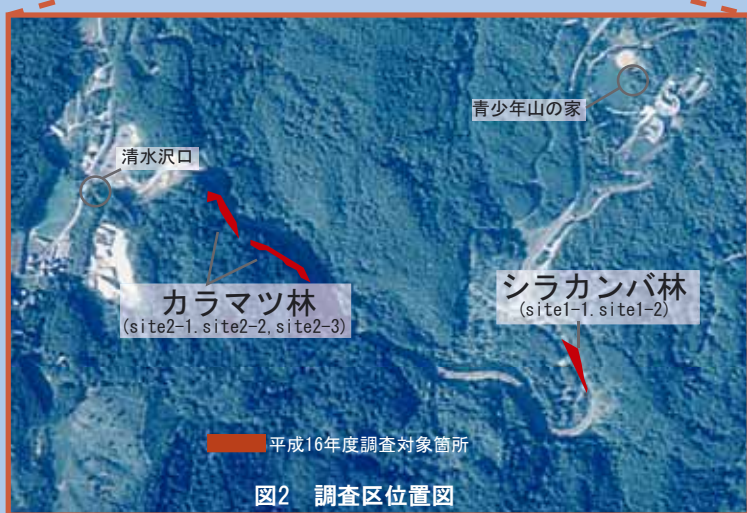 青少年山の家
清水沢口
カラマツ林
(site2-1.site2-2,site2-3)
シラカンバ林
(site1-1.site1-2)
平成16年度調査対象箇所
図2 調査区位置図